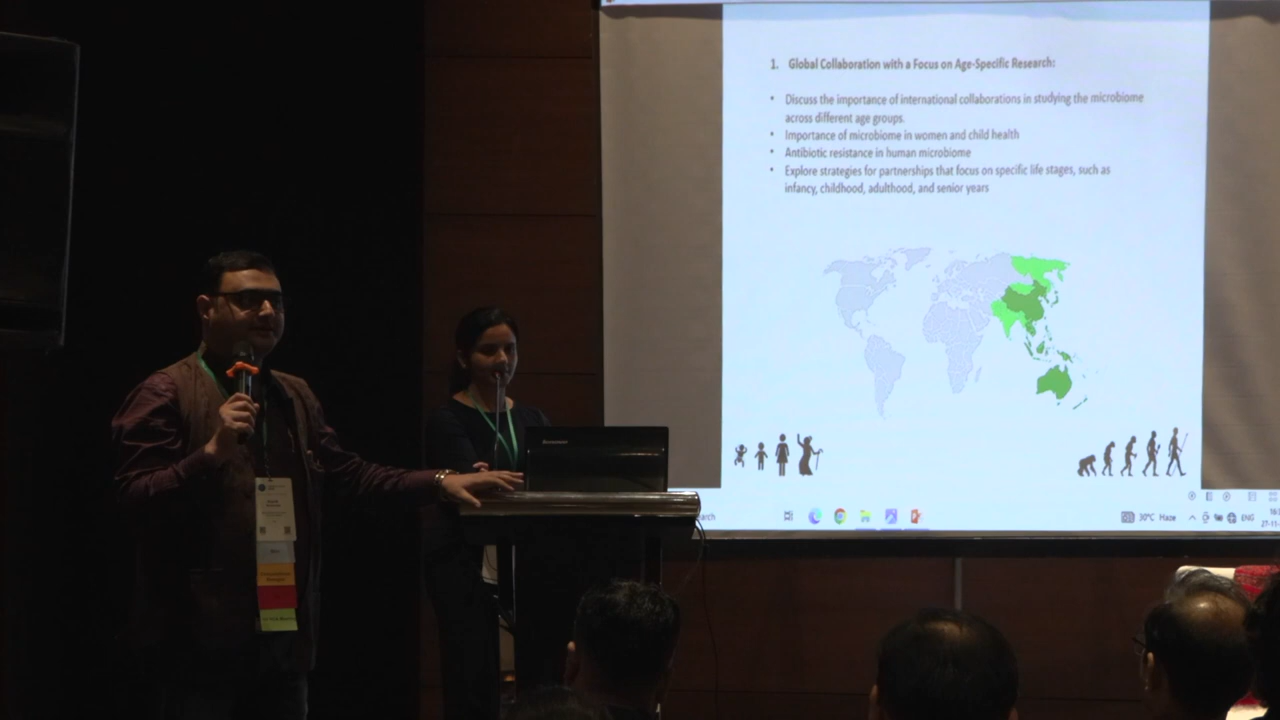 1. Global Collaboration with a Focus on Age-Specific Research:
• Discuss the importance of international collaborations in studying the microbiome
across different age groups.
• Importance of microbiome in women and child health
• Antibiotic resistance in human microbiome
• Explore strategies for partnerships that focus on specific life stages, such as
infancy, childhood, adulthood, and senior years
30°C Haze
ENG